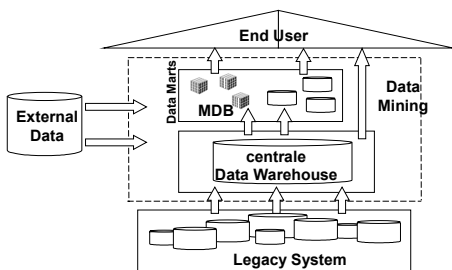 End User
Data Marts
MDB
Data
Mining
External
Data
centrale
Data Warehouse
Legacy System